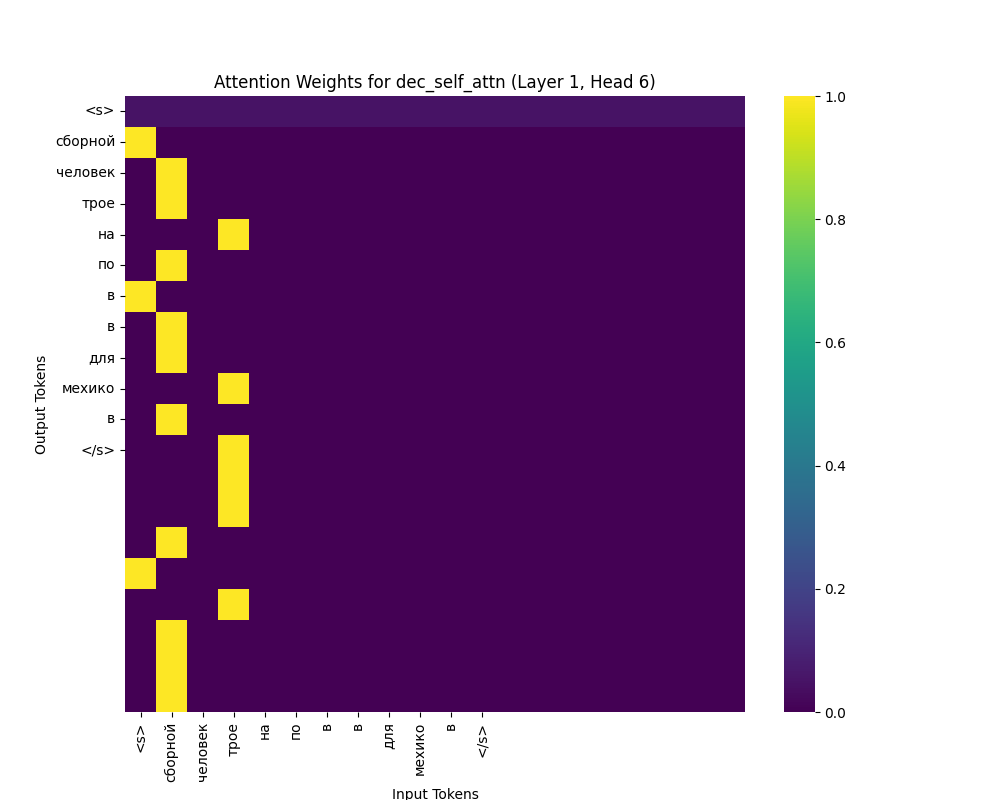 Attention Weights for dec_self_attn (Layer 1, Head 6)
Output Tokens
<s>
сборной
человек
трое
на
по
в
в
для
мехико
в
</s>
<s>
сборной
человек
трое
на
по
в
в
для
мехико
в
</s>
Input Tokens
1.0
0.8
0.6
0.4
0.2
0.0